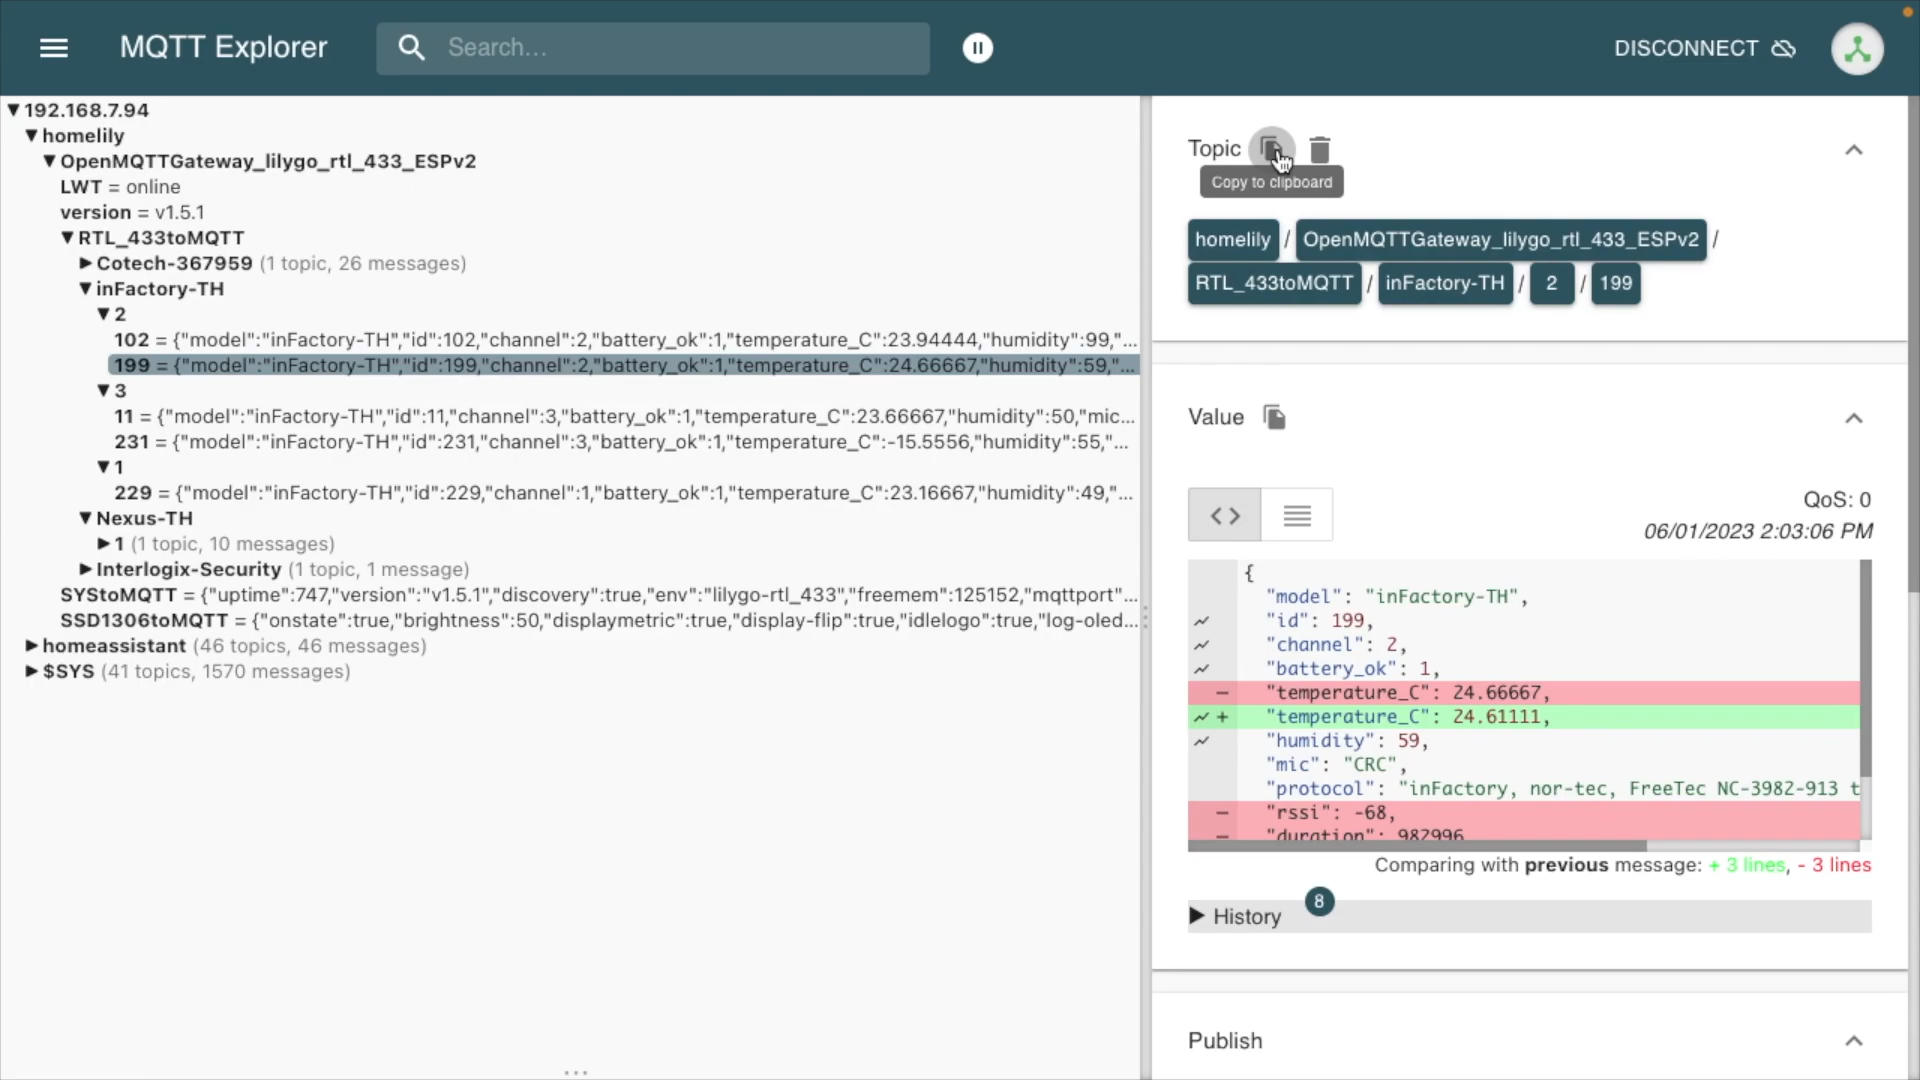 MQTT Explorer
Search...
DISCONNECT
▼ 192.168.7.94
▼ homelily
▼ OpenMQTTGateway_lilygo_rtl_433_ESPv2
LWT = online
version = v1.5.1
▼ RTL_433toMQTT
▶ Cotech-367959 (1 topic, 26 messages)
▼ inFactory-TH
▼ 2
102 = {"model":"inFactory-TH","id":102,"channel":2,"battery_ok":1,"temperature_C":23.94444,"humidity":99,"...
199 = {"model":"inFactory-TH","id":199,"channel":2,"battery_ok":1,"temperature_C":24.66667,"humidity":59,"...
▼ 3
11 = {"model":"inFactory-TH","id":11,"channel":3,"battery_ok":1,"temperature_C":23.66667,"humidity":50,"mic...
231 = {"model":"inFactory-TH","id":231,"channel":3,"battery_ok":1,"temperature_C":-15.5556,"humidity":55,"...
▼ 1
229 = {"model":"inFactory-TH","id":229,"channel":1,"battery_ok":1,"temperature_C":23.16667,"humidity":49,"...
▼ Nexus-TH
▶ 1 (1 topic, 10 messages)
▶ Interlogix-Security (1 topic, 1 message)
SYStoMQTT = {"uptime":747,"version":"v1.5.1","discovery":true,"env":"lilygo-rtl_433","freemem":125152,"mqttport"...
SSD1306toMQTT = {"onstate":true,"brightness":50,"displaymetric":true,"display-flip":true,"idlelogo":true,"log-oled...
▶ homeassistant (46 topics, 46 messages)
▶ $SYS (41 topics, 1570 messages)
Topic
Copy to clipboard
homelily / OpenMQTTGateway_lilygo_rtl_433_ESPv2 /
RTL_433toMQTT / inFactory-TH / 2 / 199
Value
QoS: 0
06/01/2023 2:03:06 PM
{
"model": "inFactory-TH",
"id": 199,
"channel": 2,
"battery_ok": 1,
- "temperature_C": 24.66667,
+ "temperature_C": 24.61111,
"humidity": 59,
"mic": "CRC",
"protocol": "inFactory, nor-tec, FreeTec NC-3982-913 t
- "rssi": -68,
- "duration": 982996
Comparing with previous message: + 3 lines, - 3 lines
▶ History 8
Publish